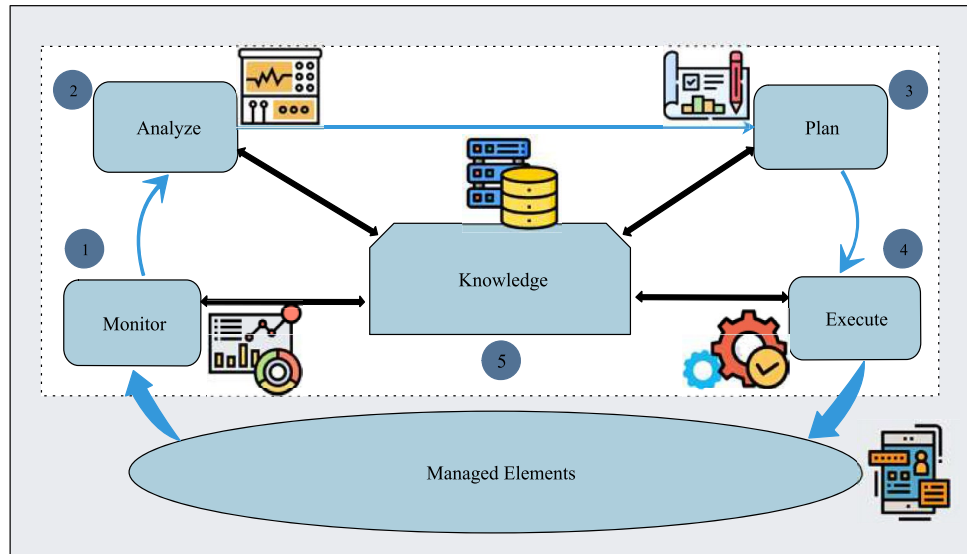 2
Analyze
3
Plan
1
Monitor
Knowledge
4
Execute
5
Managed Elements